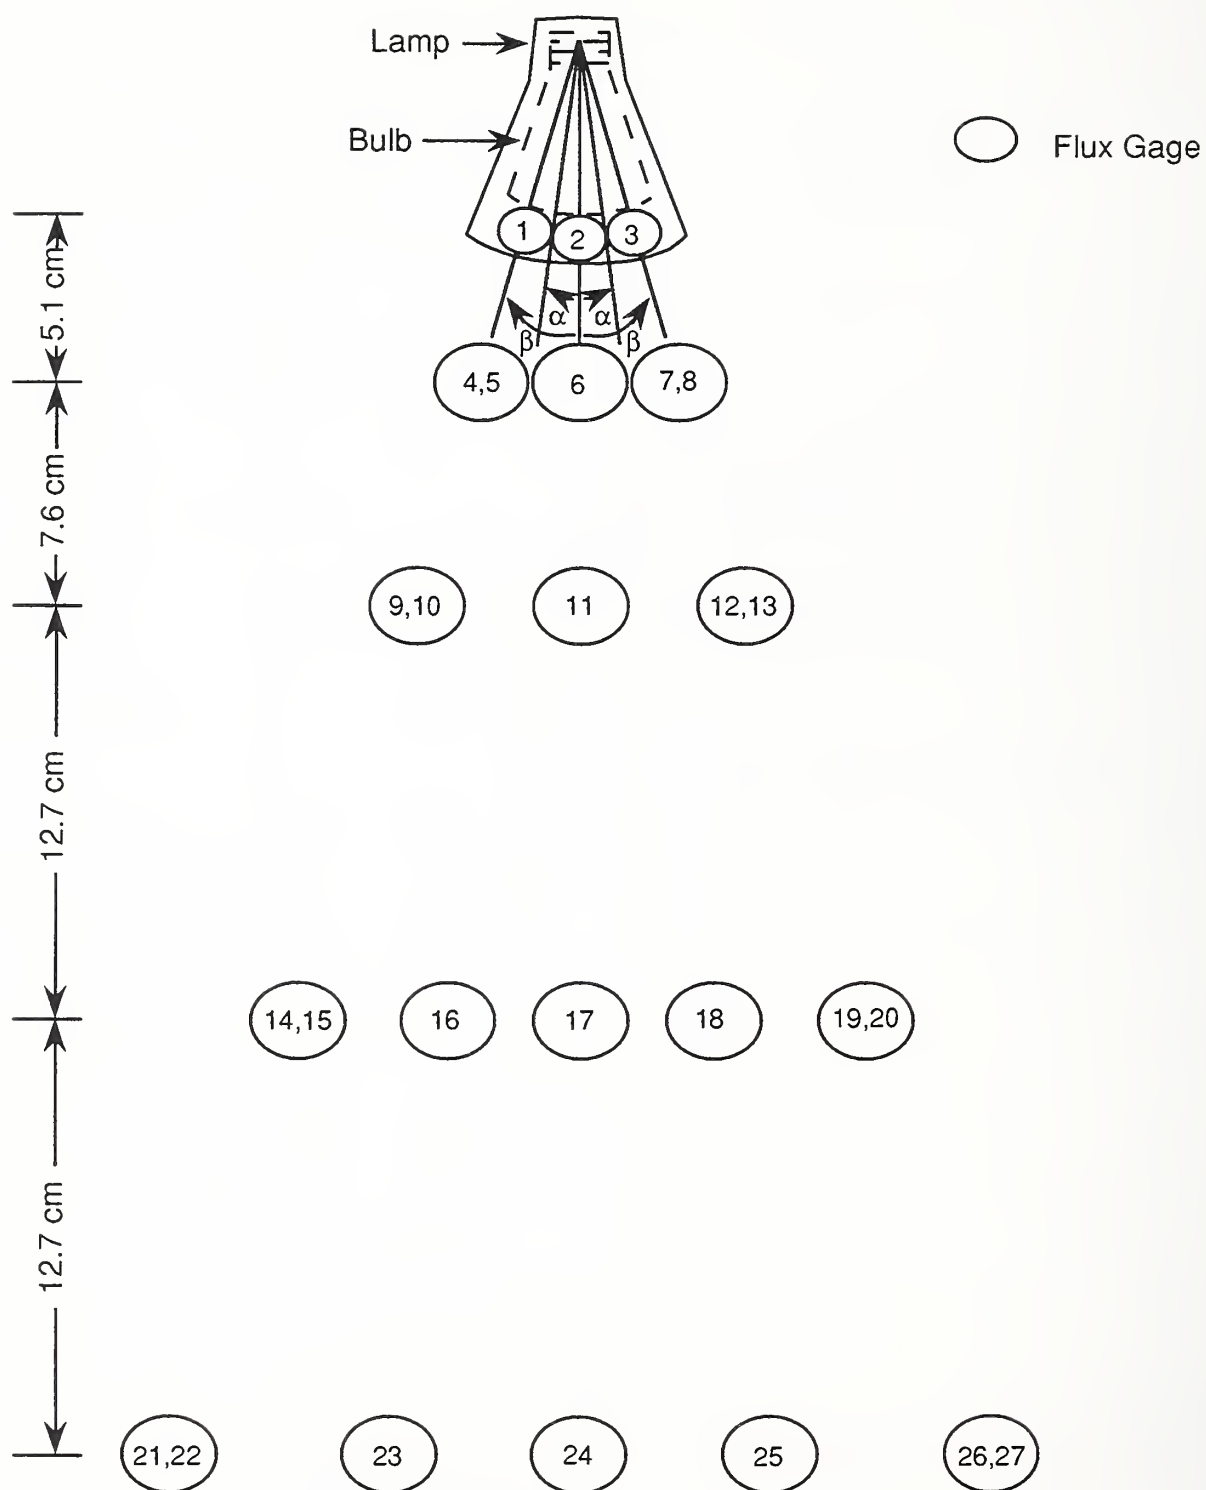 Lamp
Bulb
Flux Gage
1 2 3
5.1 cm
α α
β β
4,5 6 7,8
7.6 cm
9,10 11 12,13
12.7 cm
14,15 16 17 18 19,20
12.7 cm
21,22 23 24 25 26,27